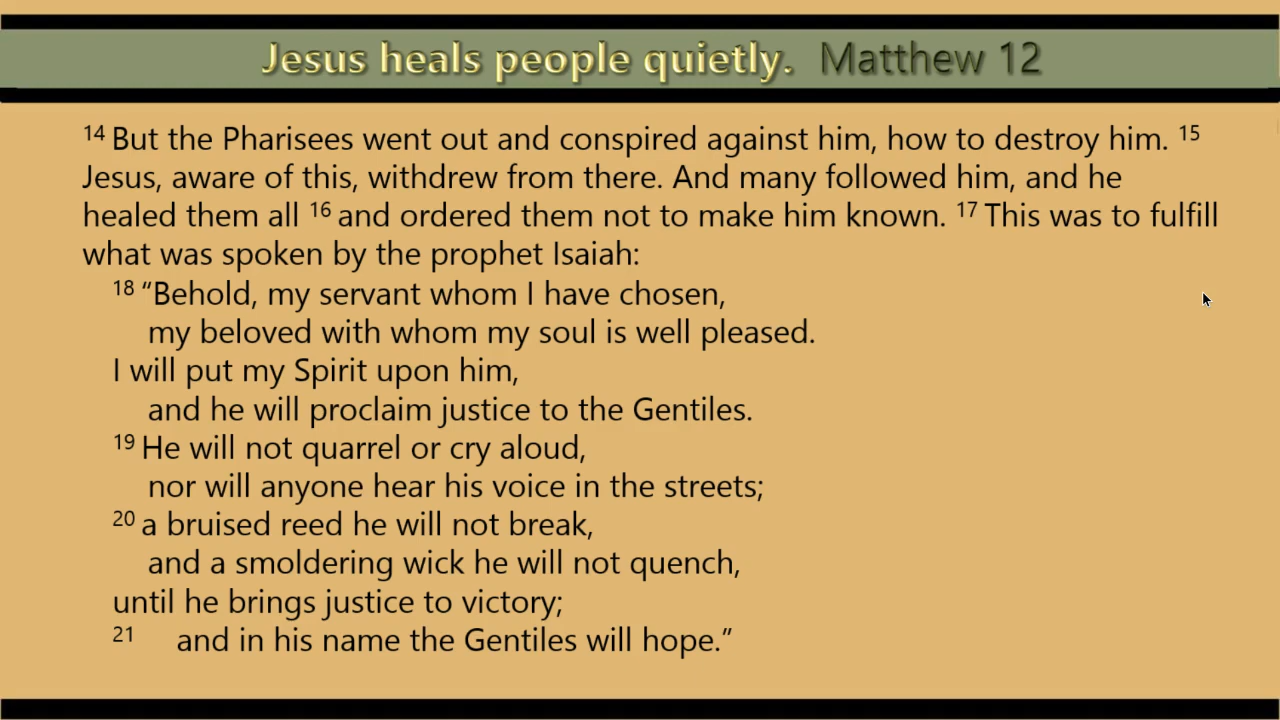 Jesus heals people quietly. Matthew 12
14 But the Pharisees went out and conspired against him, how to destroy him. 15
Jesus, aware of this, withdrew from there. And many followed him, and he
healed them all 16 and ordered them not to make him known. 17 This was to fulfill
what was spoken by the prophet Isaiah:
18 “Behold, my servant whom I have chosen,
my beloved with whom my soul is well pleased.
I will put my Spirit upon him,
and he will proclaim justice to the Gentiles.
19 He will not quarrel or cry aloud,
nor will anyone hear his voice in the streets;
20 a bruised reed he will not break,
and a smoldering wick he will not quench,
until he brings justice to victory;
21 and in his name the Gentiles will hope.”